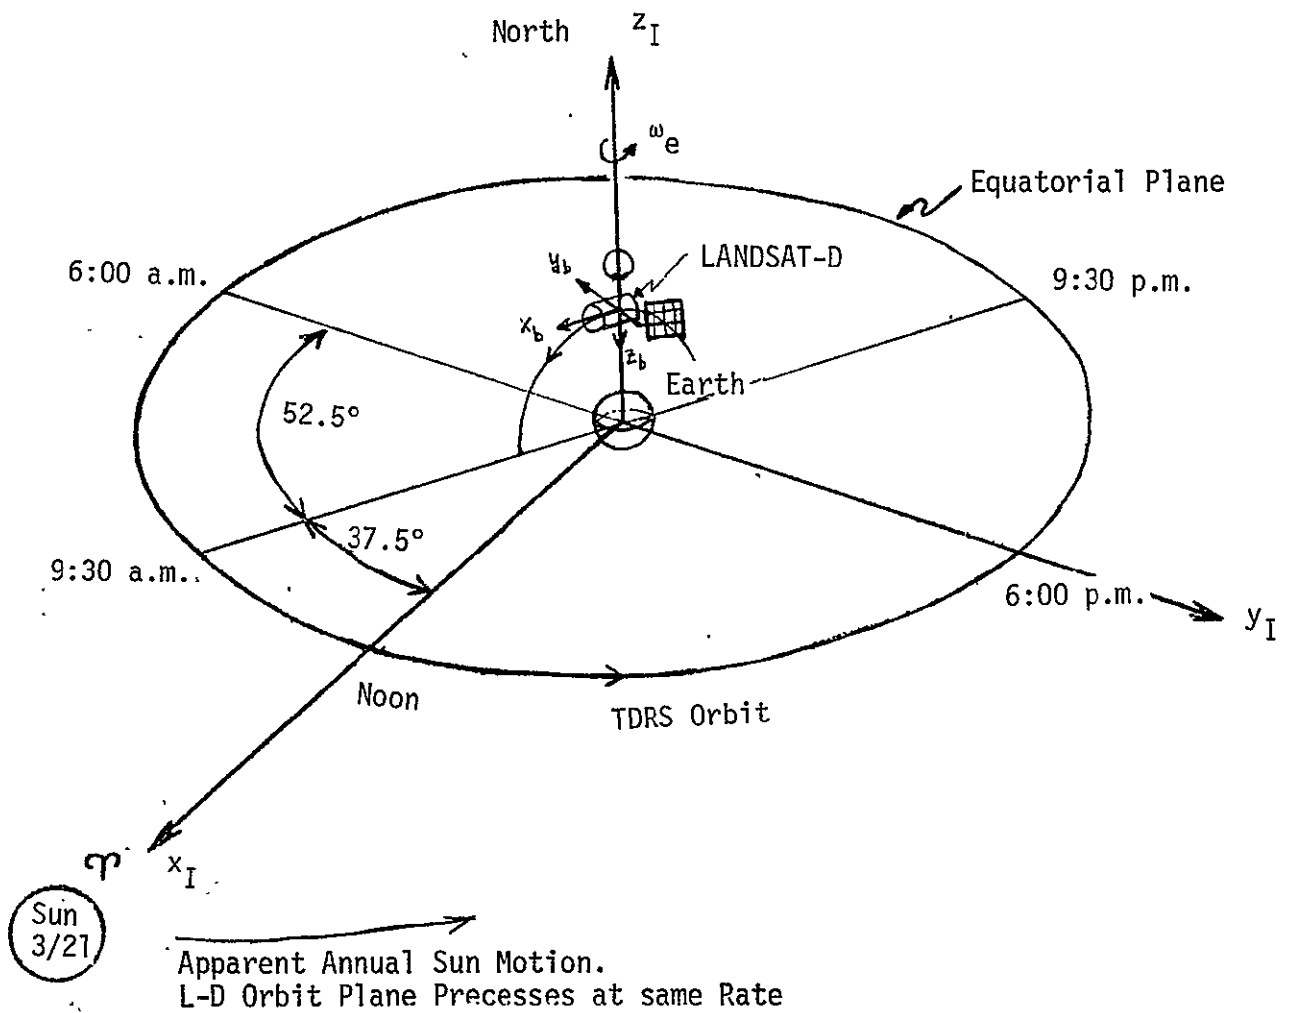 North
z_I
ω_e
Equatorial Plane
6:00 a.m.
y_b
LANDSAT-D
9:30 p.m.
x_b
z_b
Earth
52.5°
37.5°
9:30 a.m.
6:00 p.m.
y_I
Noon
TDRS Orbit
♈
x_I
Sun
3/21
Apparent Annual Sun Motion.
L-D Orbit Plane Precesses at same Rate